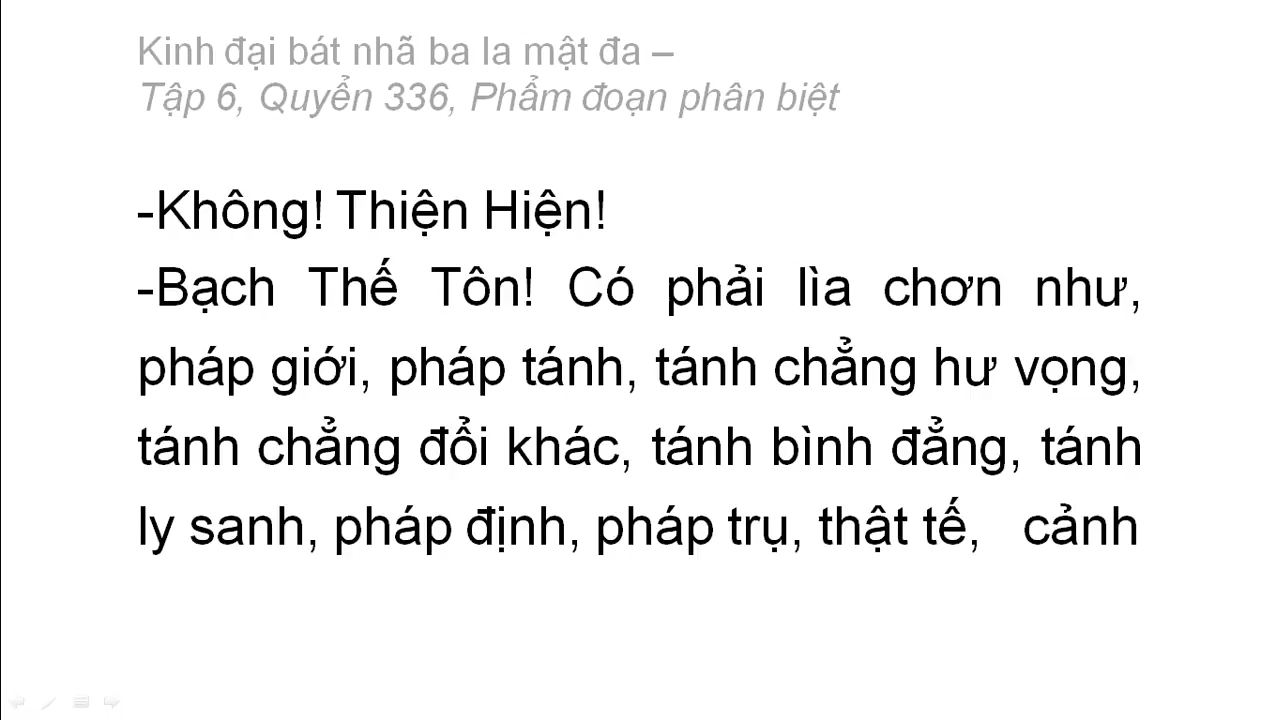 Kinh đại bát nhã ba la mật đa –
Tập 6, Quyển 336, Phẩm đoạn phân biệt
-Không! Thiện Hiện!
-Bạch Thế Tôn! Có phải lìa chơn như,
pháp giới, pháp tánh, tánh chẳng hư vọng,
tánh chẳng đổi khác, tánh bình đẳng, tánh
ly sanh, pháp định, pháp trụ, thật tế, cảnh